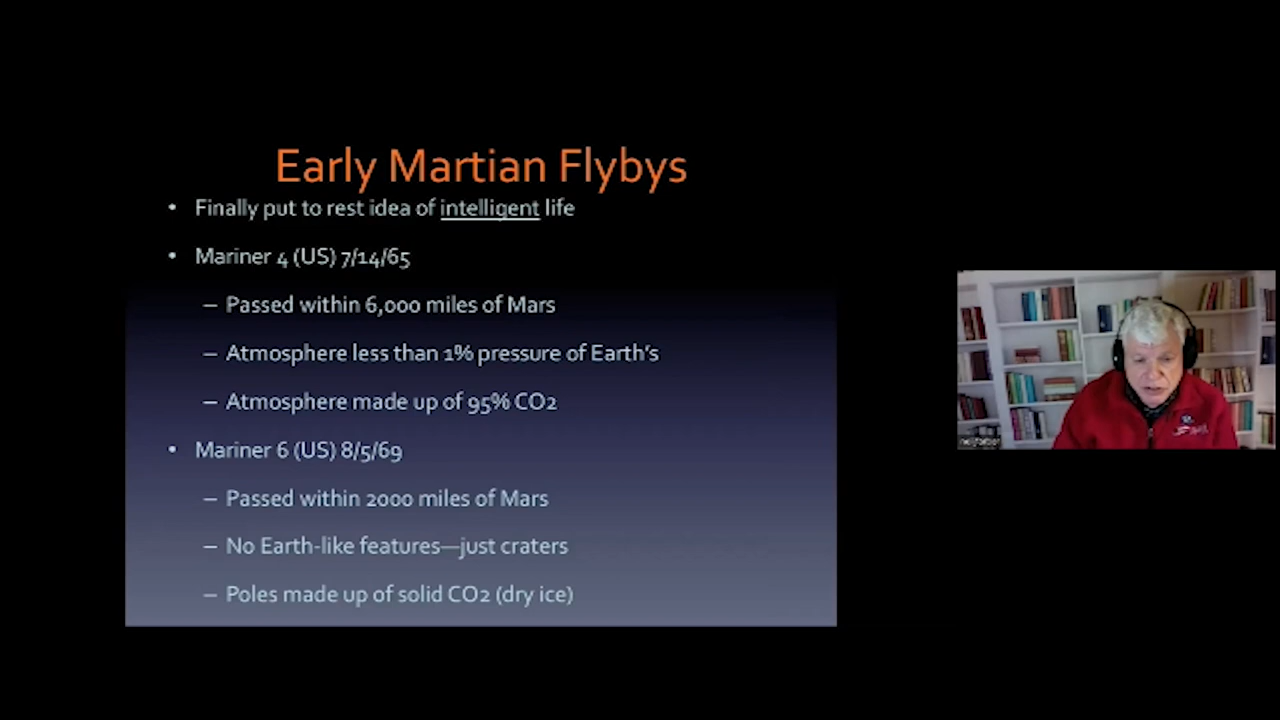 Early Martian Flybys
• Finally put to rest idea of intelligent life
• Mariner 4 (US) 7/14/65
– Passed within 6,000 miles of Mars
– Atmosphere less than 1% pressure of Earth's
– Atmosphere made up of 95% CO2
• Mariner 6 (US) 8/5/69
– Passed within 2000 miles of Mars
– No Earth-like features—just craters
– Poles made up of solid CO2 (dry ice)